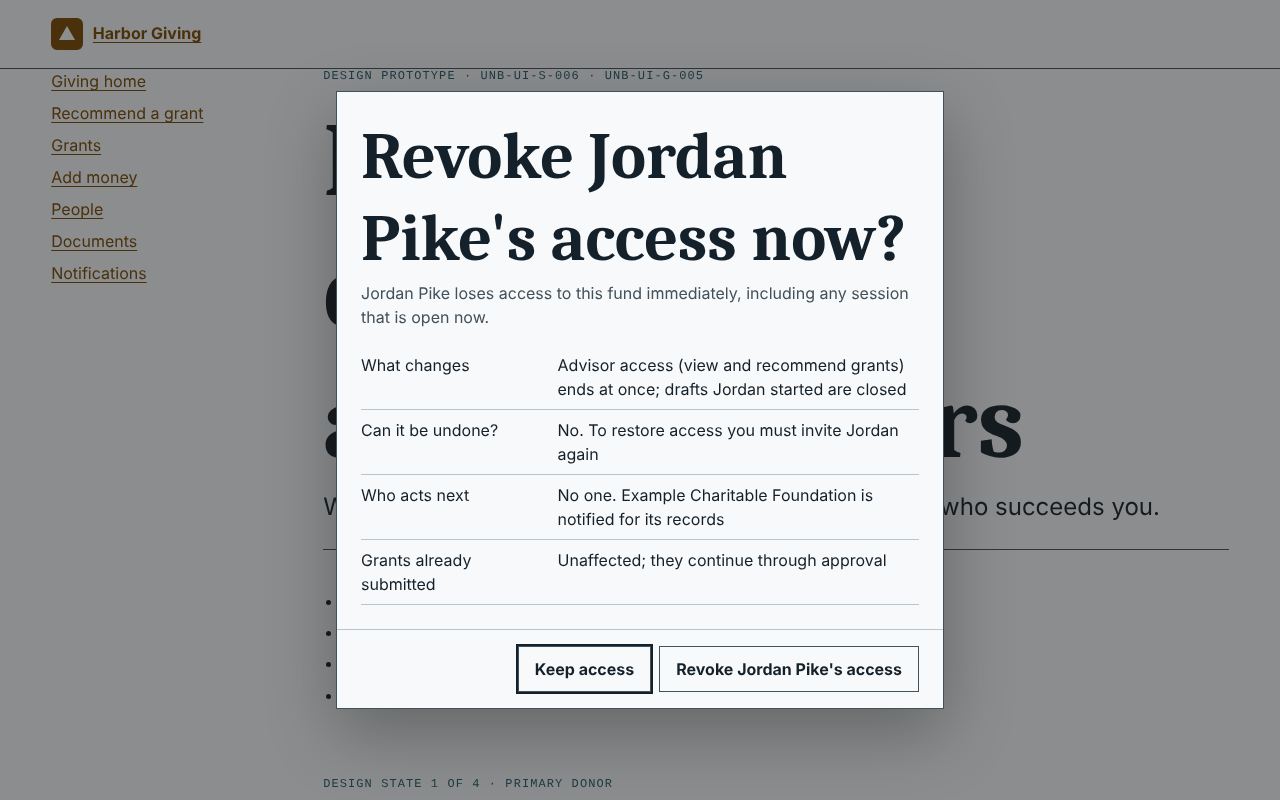 Harbor Giving
Giving home
Recommend a grant
Grants
Add money
People
Documents
Notifications
DESIGN PROTOTYPE · UNB-UI-S-006 · UNB-UI-G-005
Revoke Jordan
Pike's access now?
Jordan Pike loses access to this fund immediately, including any session
that is open now.
What changes
Advisor access (view and recommend grants)
ends at once; drafts Jordan started are closed
Can it be undone?
No. To restore access you must invite Jordan
again
Who acts next
No one. Example Charitable Foundation is
notified for its records
Grants already
submitted
Unaffected; they continue through approval
Keep access
Revoke Jordan Pike's access
who succeeds you.
DESIGN STATE 1 OF 4 · PRIMARY DONOR